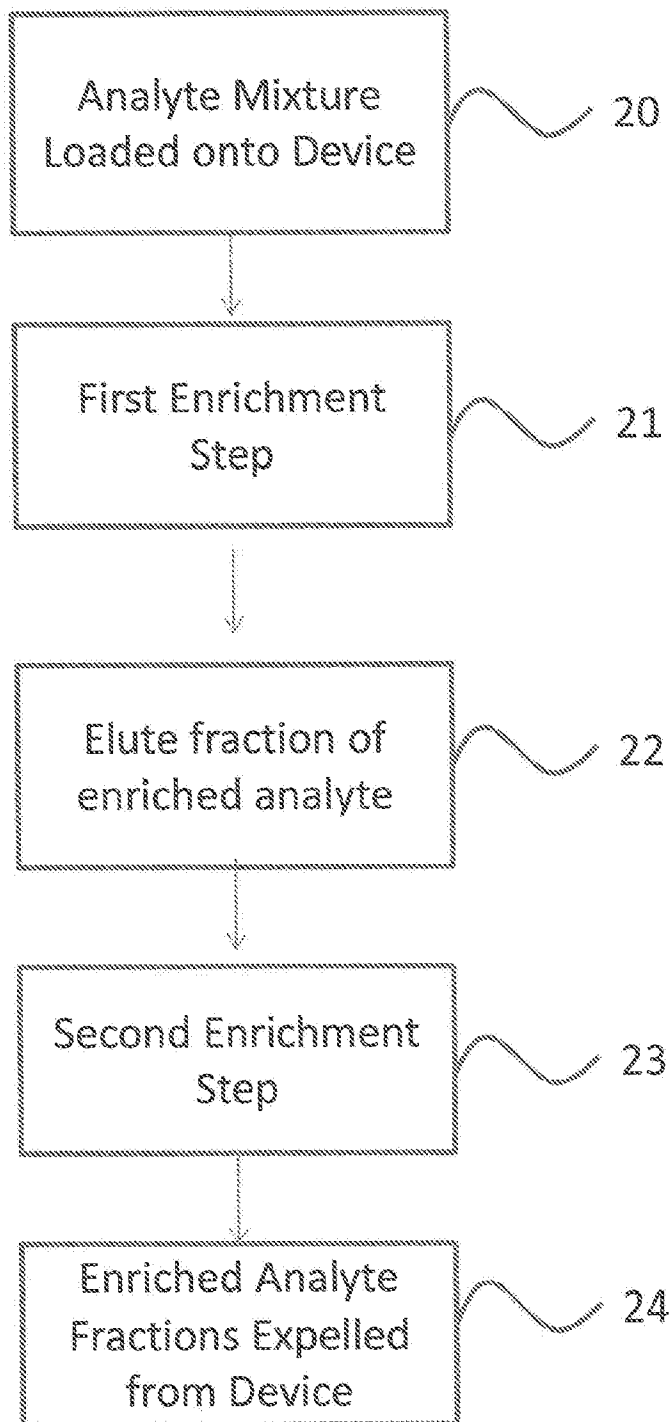 Analyte Mixture
Loaded onto Device
20
First Enrichment
Step
21
Elute fraction of
enriched analyte
22
Second Enrichment
Step
23
Enriched Analyte
Fractions Expelled
from Device
24